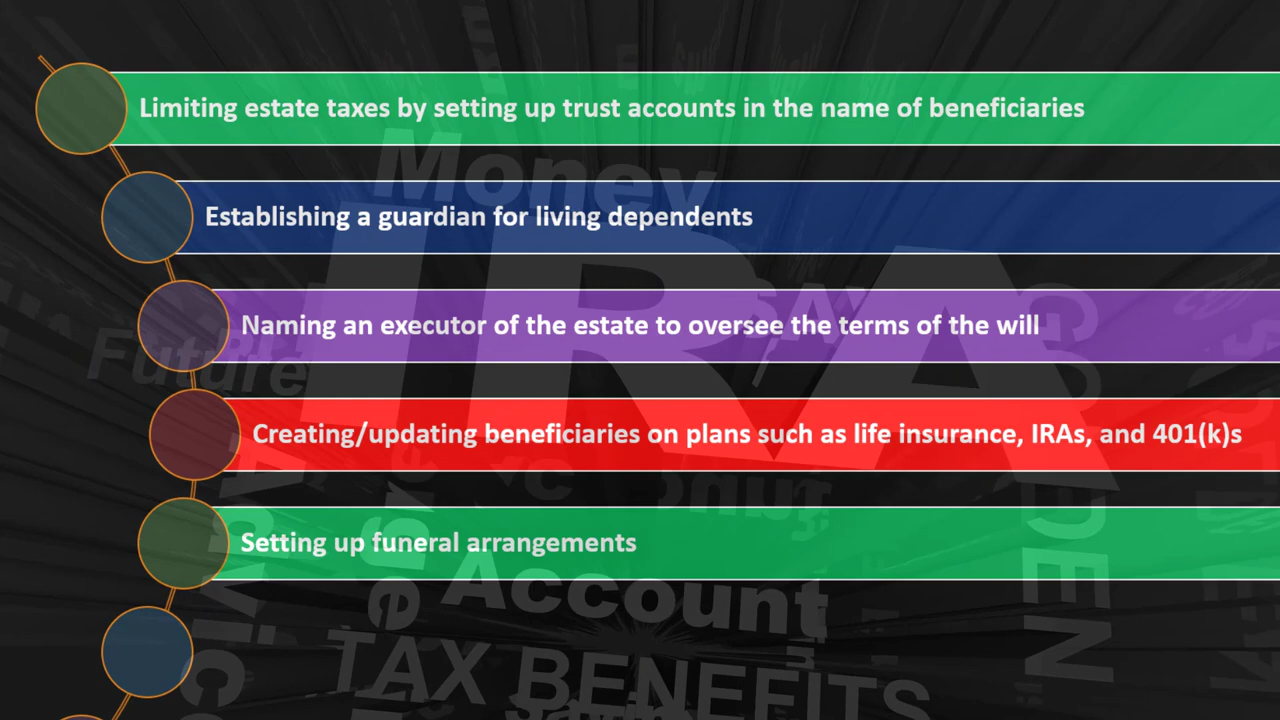 Limiting estate taxes by setting up trust accounts in the name of beneficiaries
Money
Establishing a guardian for living dependents
IRA
Naming an executor of the estate to oversee the terms of the will
Future
Creating/updating beneficiaries on plans such as life insurance, IRAs, and 401(k)s
Setting up funeral arrangements
Account
TAX BENEFITS